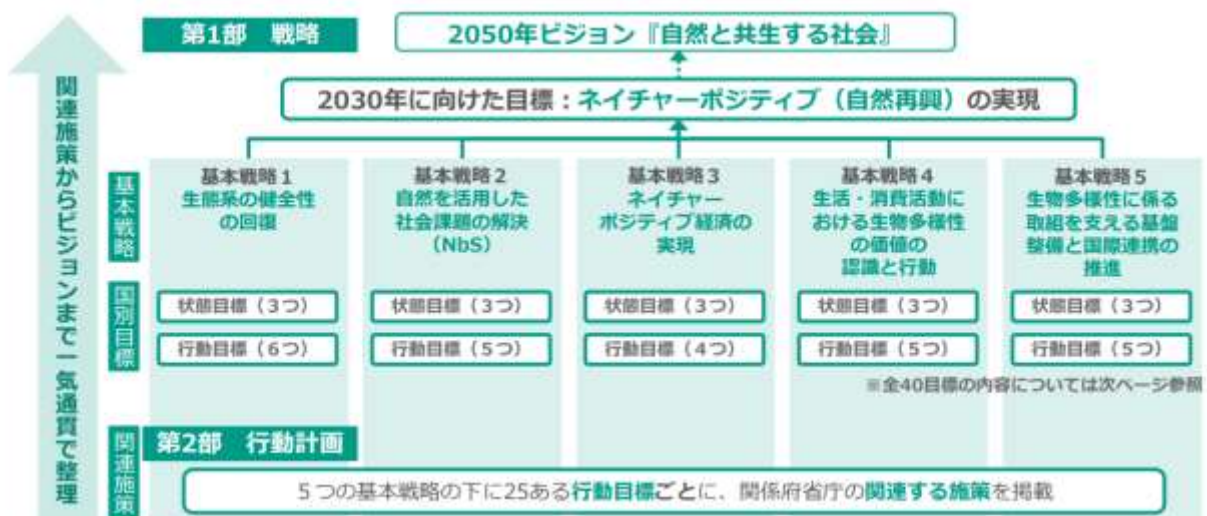 関連施策からビジョンまで一気通貫で整理
第1部 戦略
2050年ビジョン『自然と共生する社会』
2030年に向けた目標：ネイチャーポジティブ（自然再興）の実現
基本戦略
基本戦略１
生態系の健全性
の回復
基本戦略２
自然を活用した
社会課題の解決
（NbS）
基本戦略３
ネイチャー
ポジティブ経済の
実現
基本戦略４
生活・消費活動に
おける生物多様性
の価値の
認識と行動
基本戦略５
生物多様性に係る
取組を支える基盤
整備と国際連携の
推進
国別目標
状態目標（３つ）
状態目標（３つ）
状態目標（３つ）
状態目標（３つ）
状態目標（３つ）
行動目標（６つ）
行動目標（５つ）
行動目標（４つ）
行動目標（５つ）
行動目標（５つ）
※全40目標の内容については次ページ参照
関連施策
第2部 行動計画
５つの基本戦略の下に25ある行動目標ごとに、関係府省庁の関連する施策を掲載